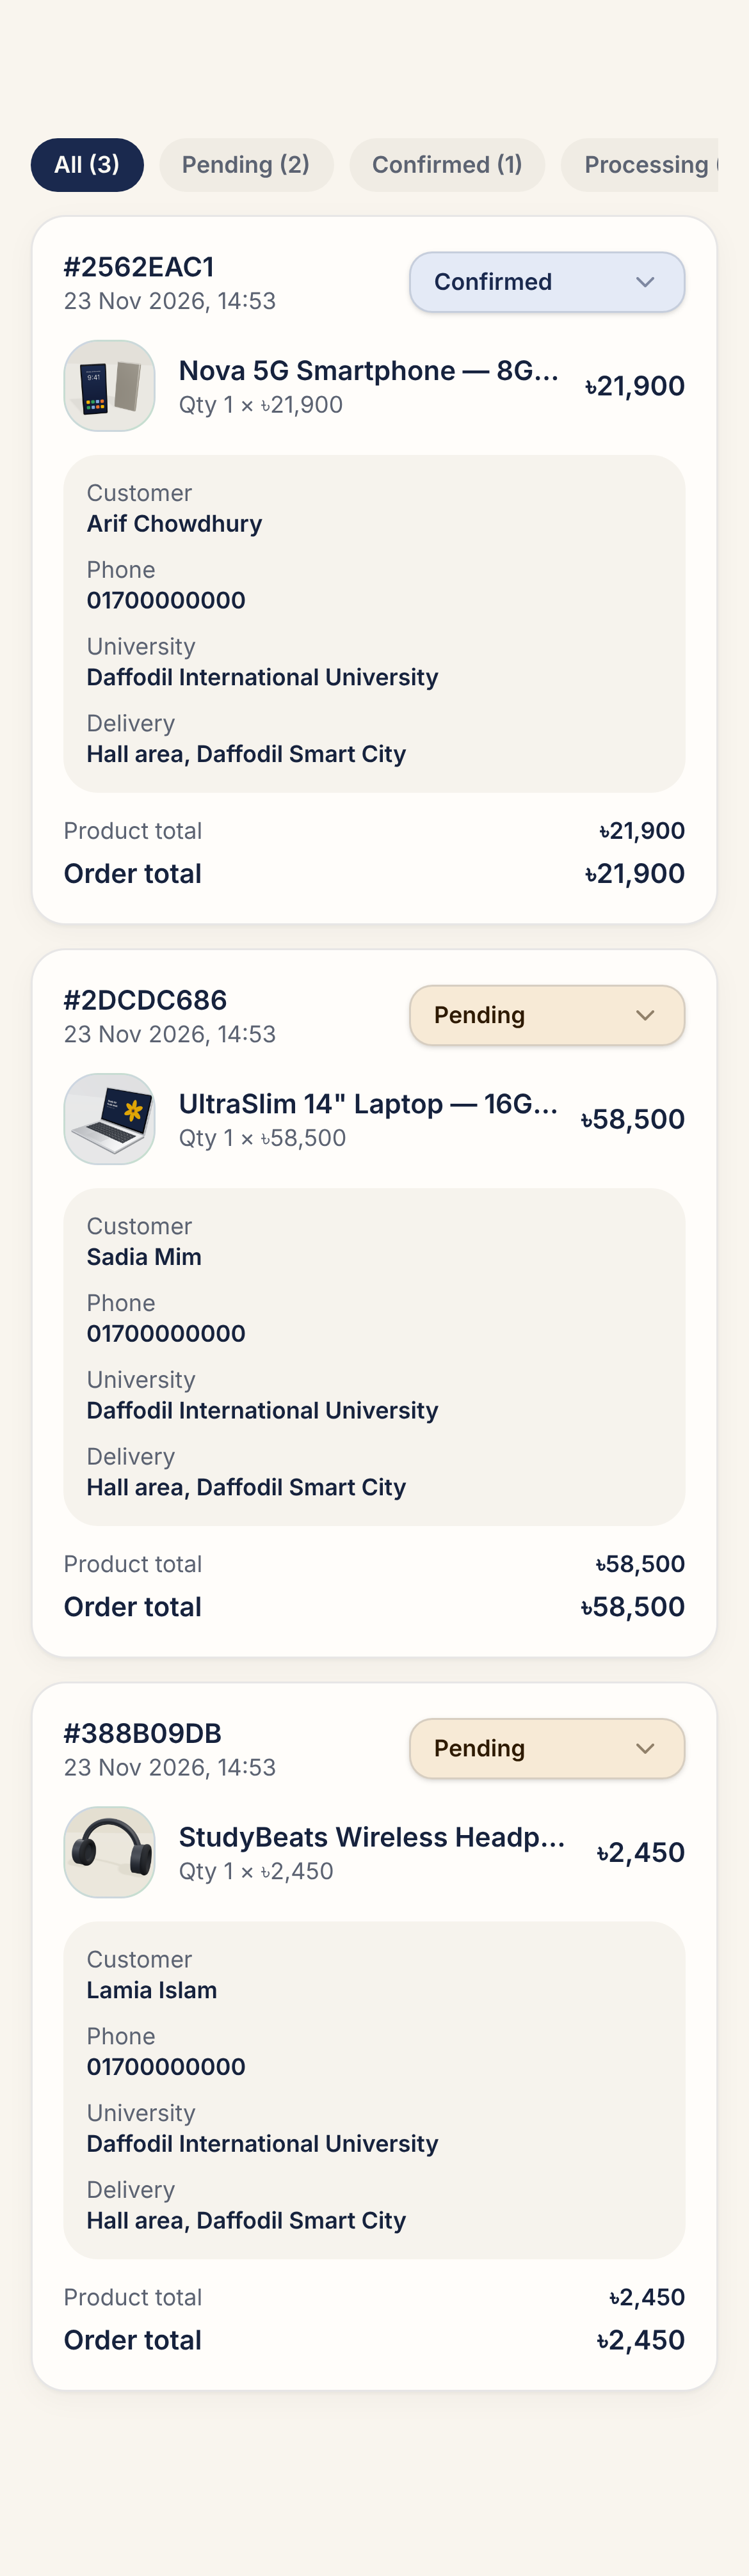 All (3)
Pending (2)
Confirmed (1)
Processing
#2562EAC1
Confirmed
23 Nov 2026, 14:53
9:41
Nova 5G Smartphone — 8G...
৳21,900
Qty 1 × ৳21,900
Customer
Arif Chowdhury
Phone
01700000000
University
Daffodil International University
Delivery
Hall area, Daffodil Smart City
Product total
৳21,900
Order total
৳21,900
#2DCDC686
Pending
23 Nov 2026, 14:53
UltraSlim 14" Laptop — 16G...
৳58,500
Qty 1 × ৳58,500
Customer
Sadia Mim
Phone
01700000000
University
Daffodil International University
Delivery
Hall area, Daffodil Smart City
Product total
৳58,500
Order total
৳58,500
#388B09DB
Pending
23 Nov 2026, 14:53
StudyBeats Wireless Headp...
৳2,450
Qty 1 × ৳2,450
Customer
Lamia Islam
Phone
01700000000
University
Daffodil International University
Delivery
Hall area, Daffodil Smart City
Product total
৳2,450
Order total
৳2,450